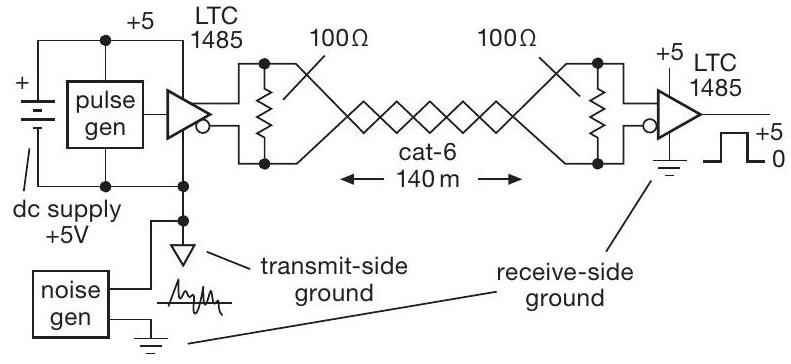 +5
LTC
1485
100Ω
100Ω
+5
LTC
1485
+
pulse
gen
+5
0
cat-6
140 m
dc supply
+5V
transmit-side
ground
receive-side
ground
noise
gen